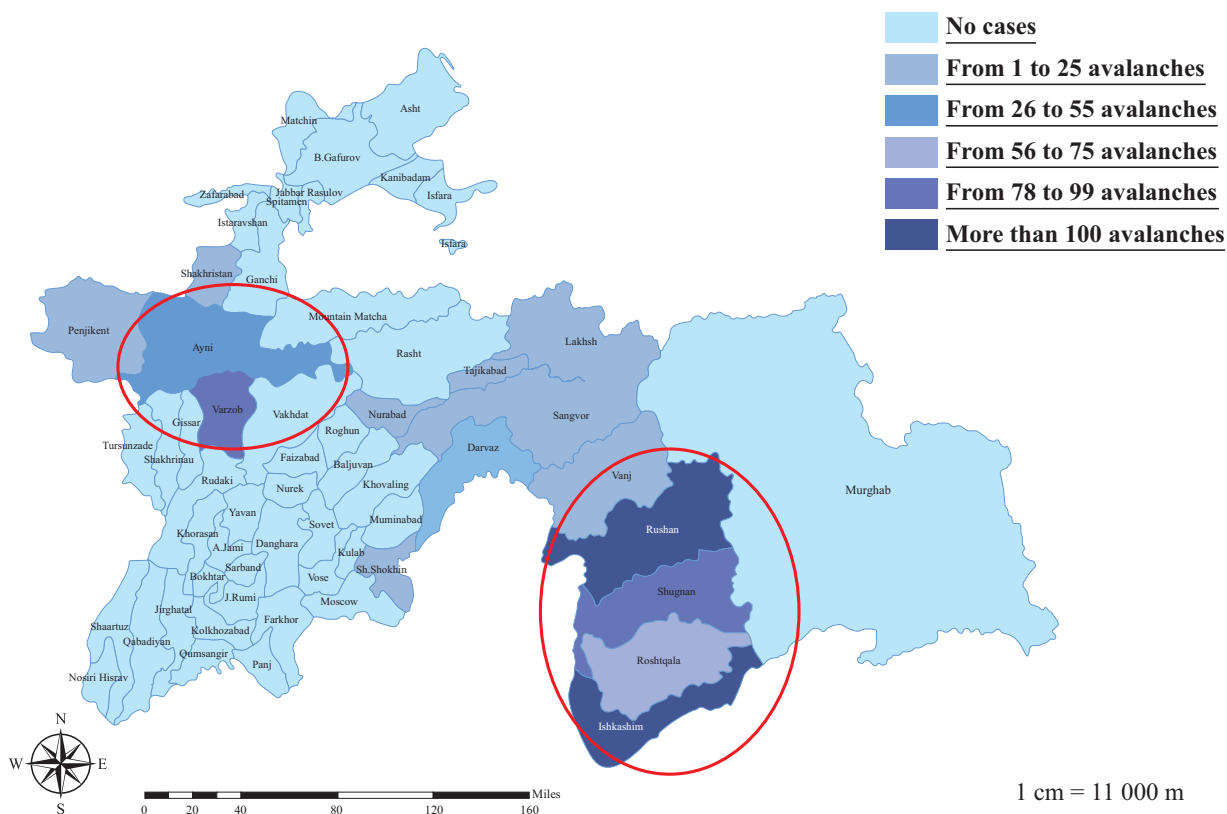 No cases
From 1 to 25 avalanches
From 26 to 55 avalanches
From 56 to 75 avalanches
From 78 to 99 avalanches
More than 100 avalanches
Asht
Matchin
B.Gafurov
Kanibadam
Isfara
Jabbar Rasulov
Spitamen
Zafarabad
Istaravshan
Isfara
Shakhristan
Ganchi
Mountain Matcha
Penjikent
Ayni
Rasht
Lakhsh
Tajikabad
Varzob
Vakhdat
Nurabad
Sangvor
Gissar
Roghun
Tursunzade
Shakhrinau
Faizabad
Baljuvan
Darvaz
Rudaki
Nurek
Khovaling
Vanj
Murghab
Yavan
Sovet
Muminabad
Khorasan
A.Jami
Danghara
Rushan
Kulab
Sarband
Sh.Shokhin
Bokhtar
Vose
Shugnan
J.Rumi
Moscow
Jirghatal
Farkhor
Shaartuz
Kolkhozabad
Qabadiyan
Qumsangir
Roshtqala
Panj
Nosiri Hisrav
Ishkashim
N
W
E
S
Miles
0 20 40 80 120 160
1 cm = 11 000 m